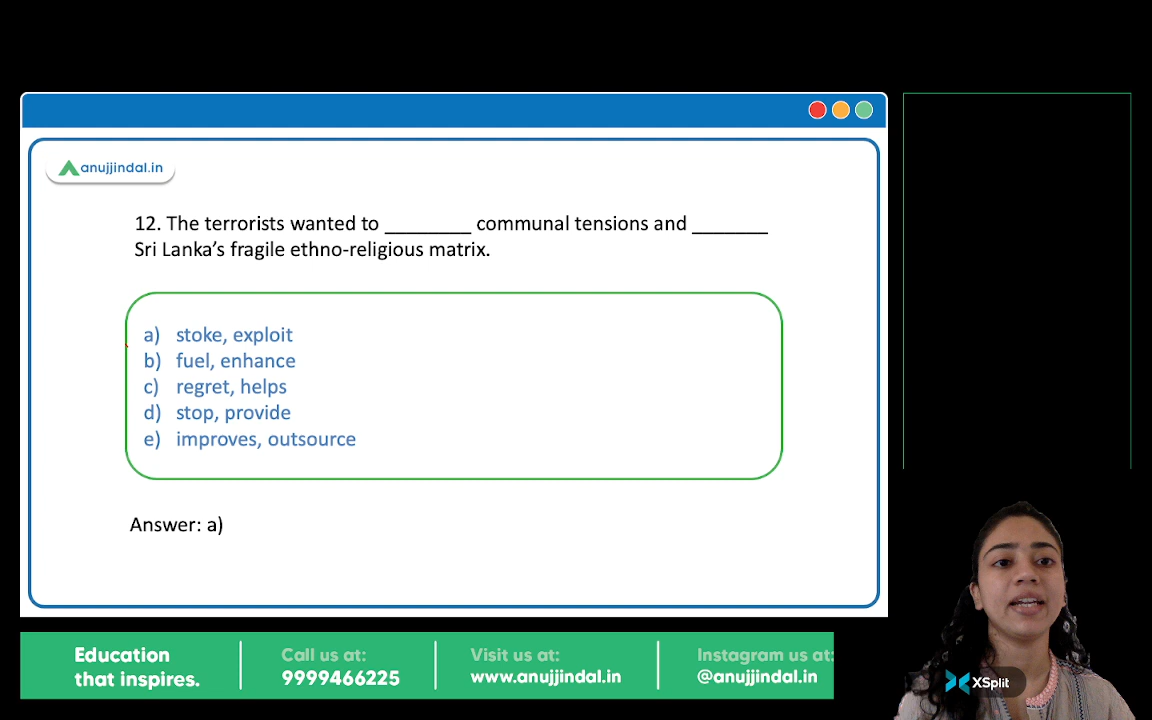 anujjindal.in
12. The terrorists wanted to ________ communal tensions and _______
Sri Lanka’s fragile ethno-religious matrix.
a) stoke, exploit
b) fuel, enhance
c) regret, helps
d) stop, provide
e) improves, outsource
Answer: a)
Education
that inspires.
Call us at:
9999466225
Visit us at:
www.anujjindal.in
Instagram us at:
@anujjindal.in
XSplit